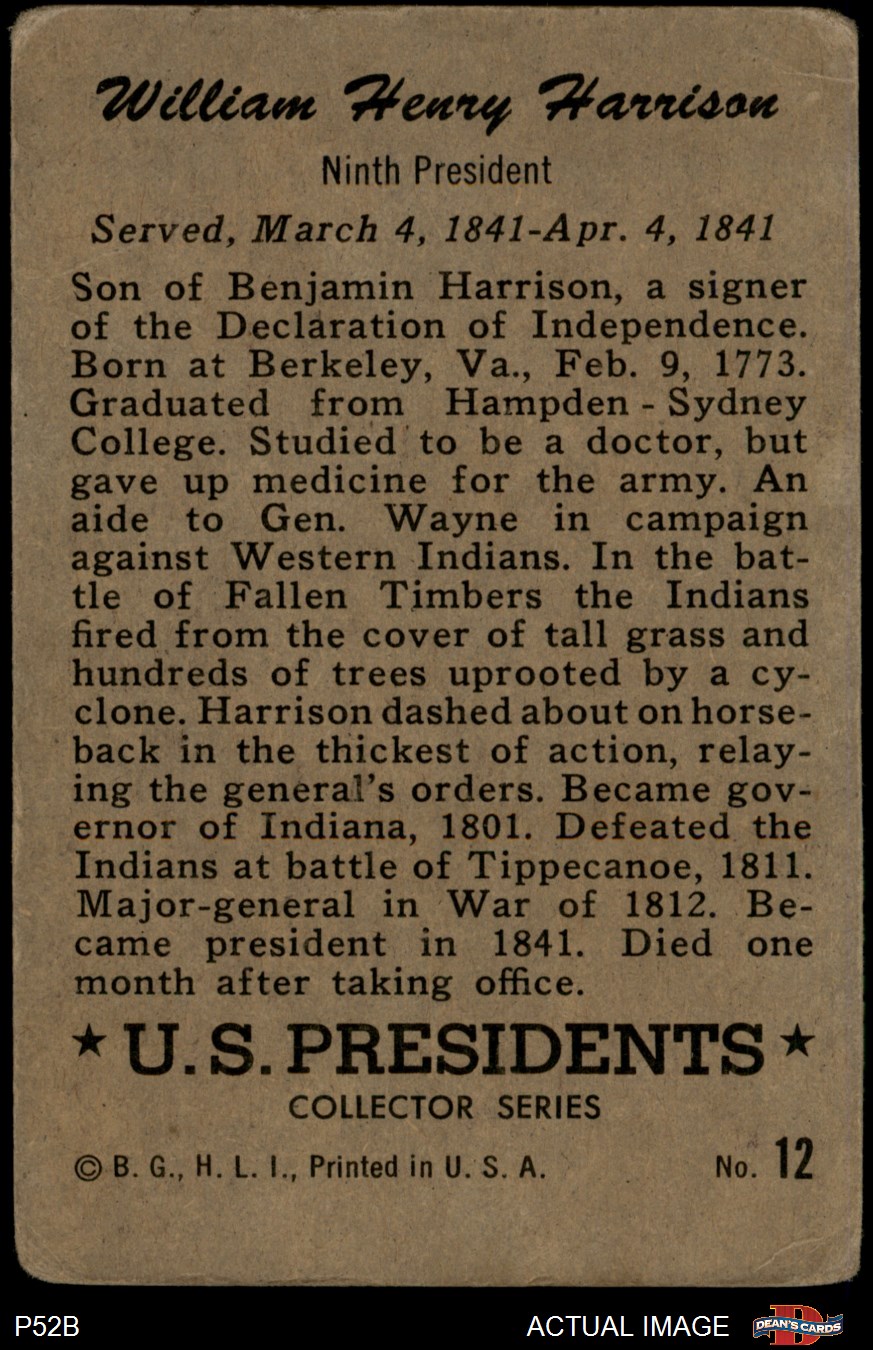 William Henry Harrison
Ninth President
Served, March 4, 1841-Apr. 4, 1841
Son of Benjamin Harrison, a signer
of the Declaration of Independence.
Born at Berkeley, Va., Feb. 9, 1773.
Graduated from Hampden - Sydney
College. Studied to be a doctor, but
gave up medicine for the army. An
aide to Gen. Wayne in campaign
against Western Indians. In the bat-
tle of Fallen Timbers the Indians
fired from the cover of tall grass and
hundreds of trees uprooted by a cy-
clone. Harrison dashed about on horse-
back in the thickest of action, relay-
ing the general's orders. Became gov-
ernor of Indiana, 1801. Defeated the
Indians at battle of Tippecanoe, 1811.
Major-general in War of 1812. Be-
came president in 1841. Died one
month after taking office.
★ U.S. PRESIDENTS ★
COLLECTOR SERIES
© B. G., H. L. I., Printed in U. S. A. No. 12
P52B ACTUAL IMAGE DEAN'S CARDS